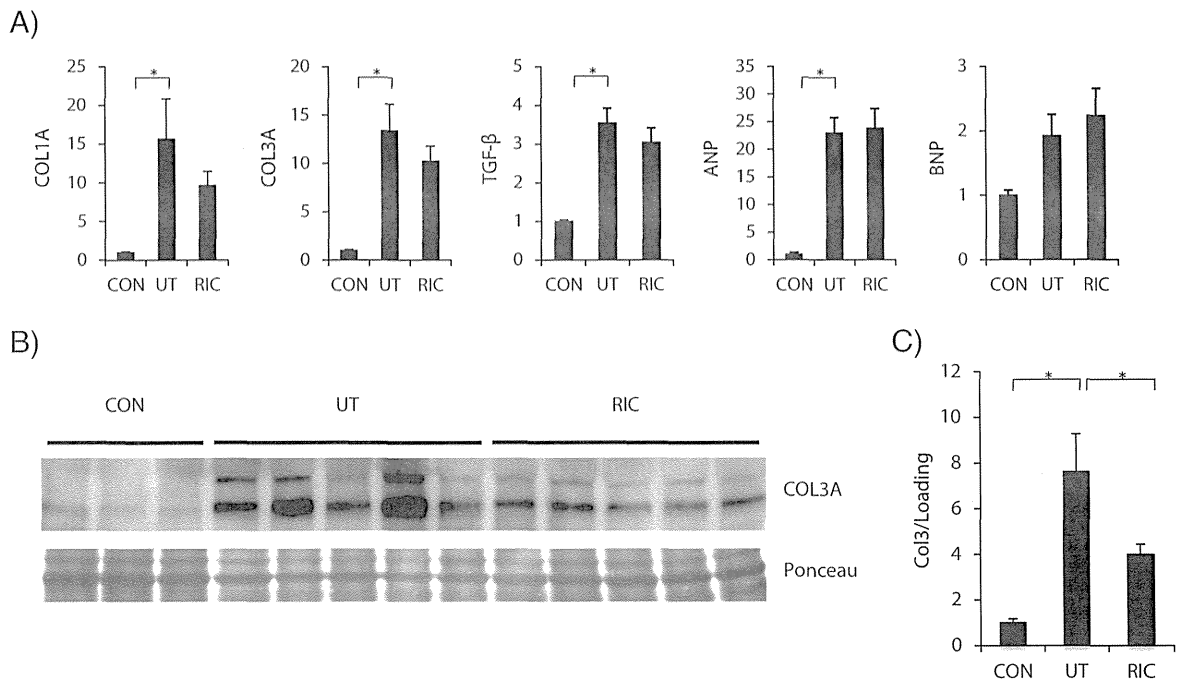 A)
COL1A
25
20
15
10
5
0
*
CON UT RIC
COL3A
20
15
10
5
0
*
CON UT RIC
TGF-β
5
4
3
2
1
0
*
CON UT RIC
ANP
35
30
25
20
15
10
5
0
*
CON UT RIC
BNP
3
2
1
0
CON UT RIC
B)
CON UT RIC
COL3A
Ponceau
C)
Col3/Loading
12
10
8
6
4
2
0
* *
CON UT RIC